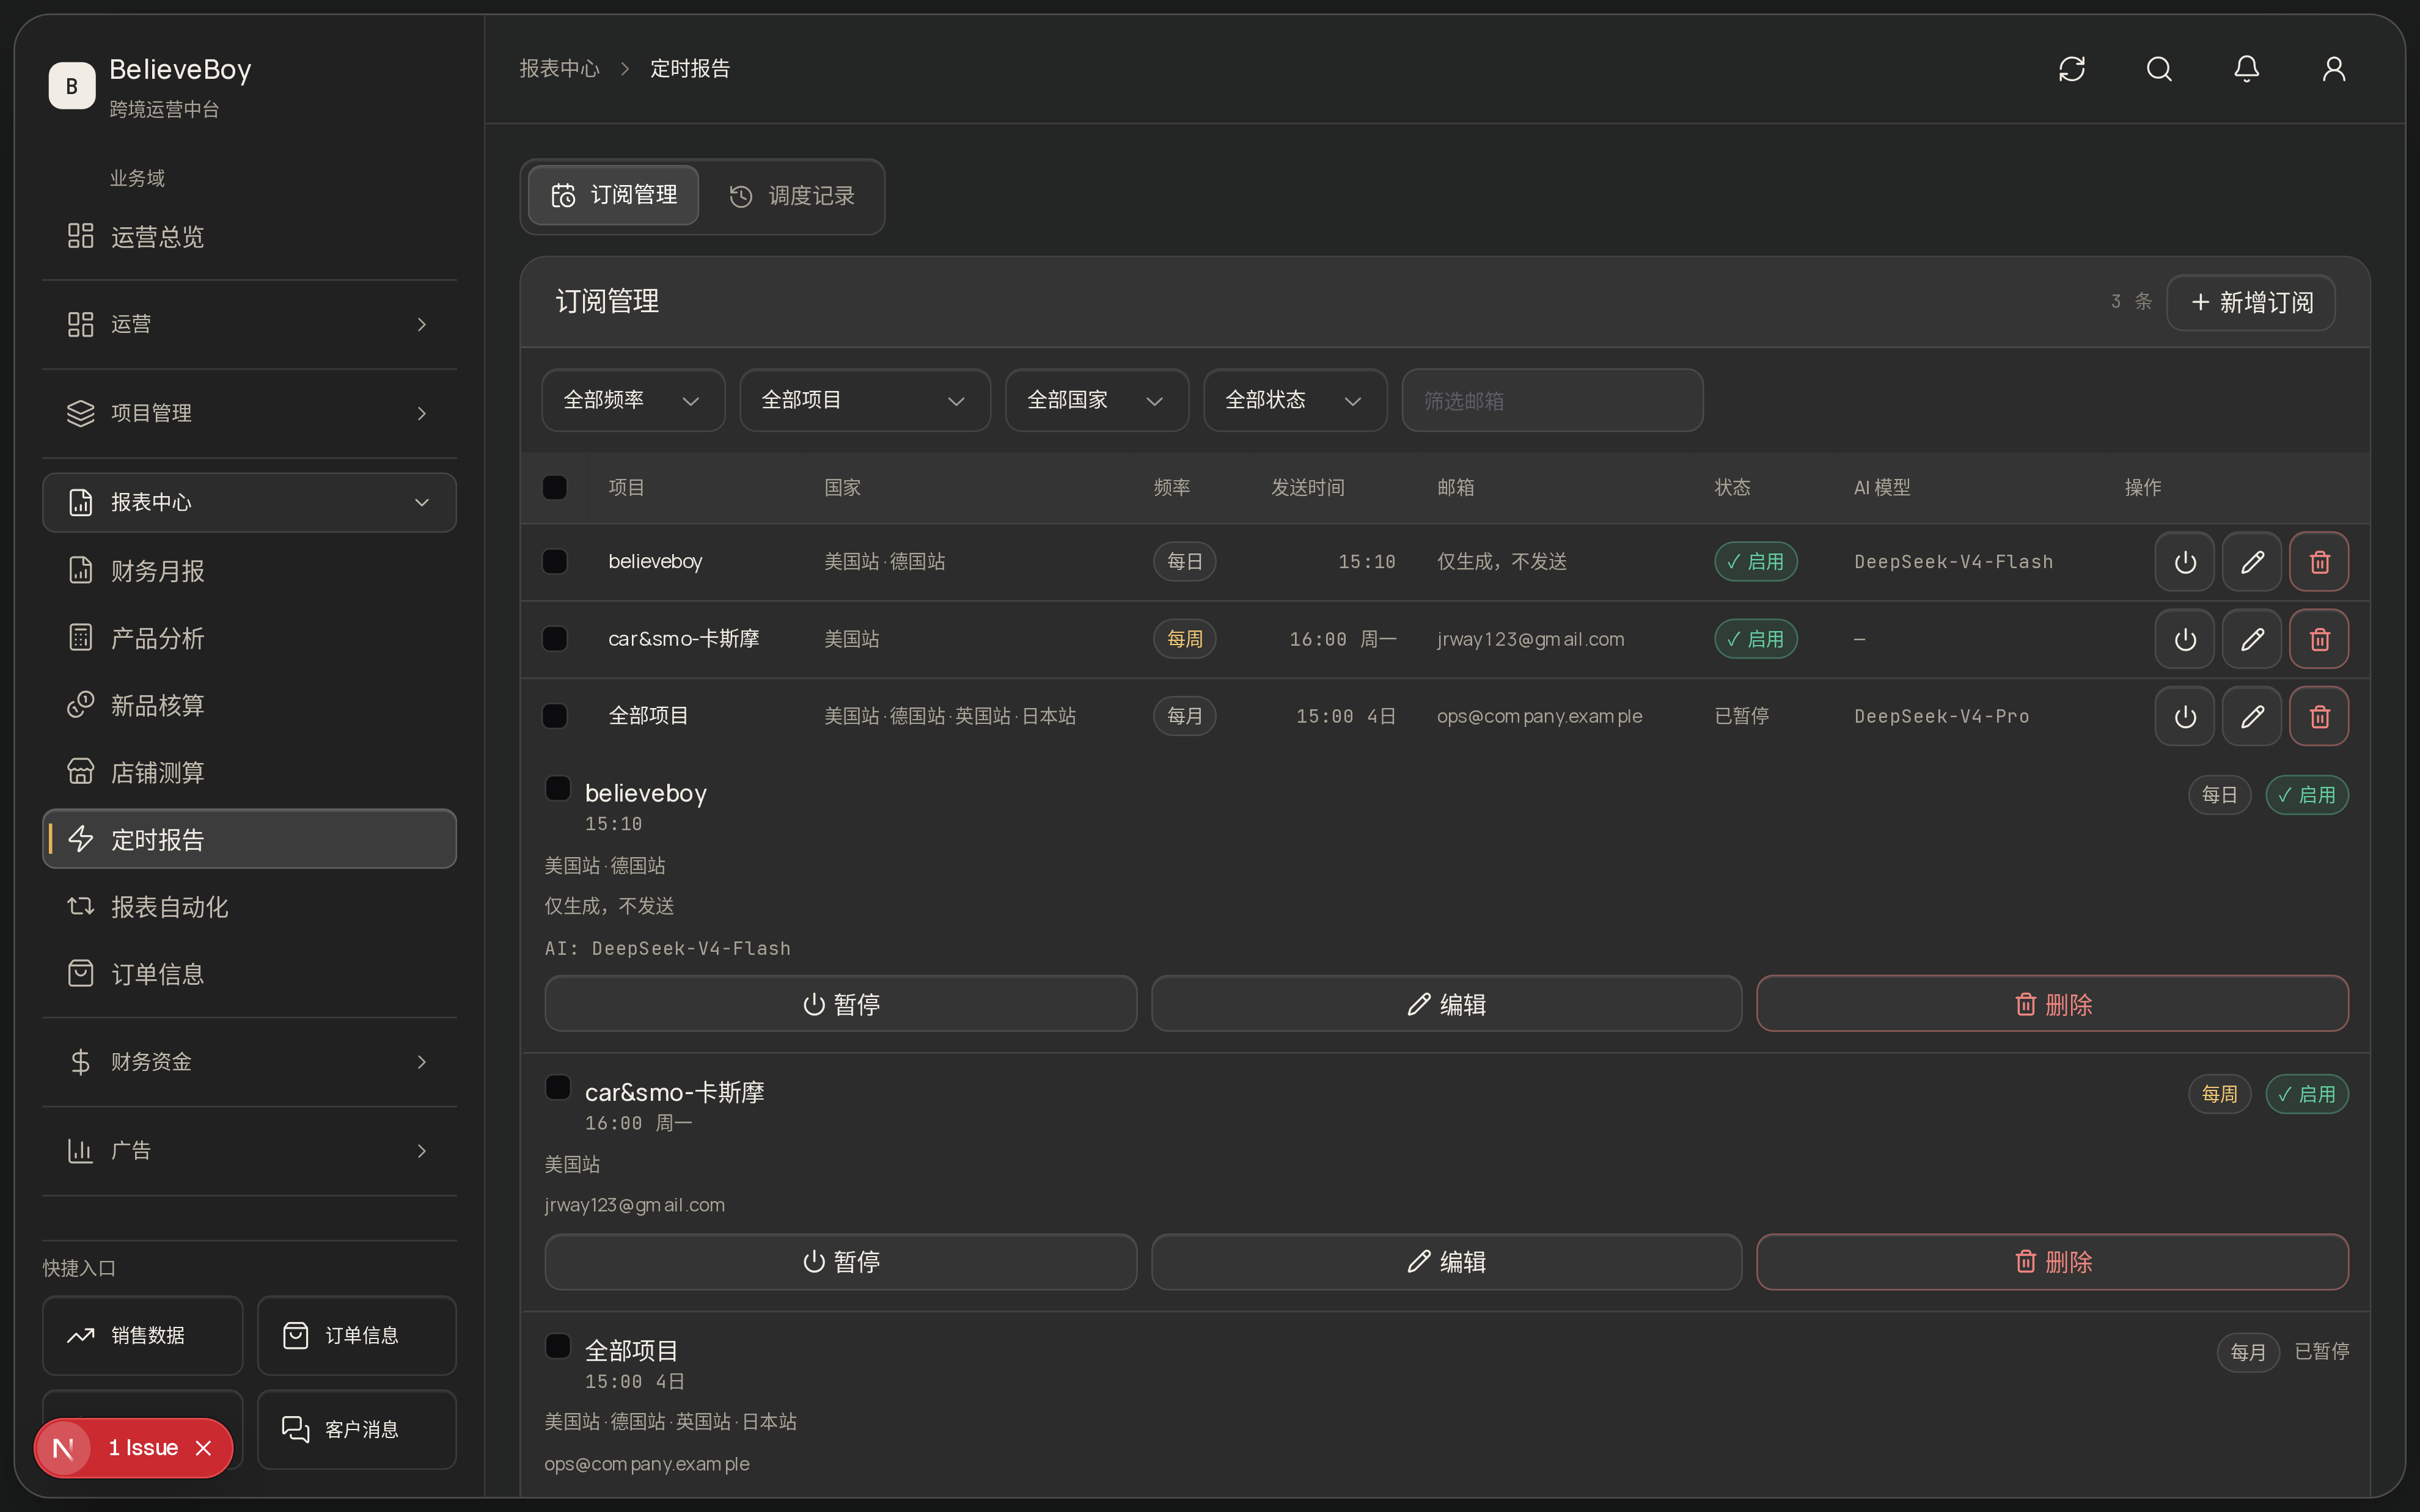 B
BelieveBoy
跨境运营中台
业务域
运营总览
运营
项目管理
报表中心
财务月报
产品分析
新品核算
店铺测算
定时报告
报表自动化
订单信息
财务资金
广告
快捷入口
销售数据
订单信息
客户消息
N 1 Issue
报表中心 > 定时报告
订阅管理 调度记录
订阅管理
3 条 + 新增订阅
全部频率 全部项目 全部国家 全部状态 筛选邮箱
项目 国家 频率 发送时间 邮箱 状态 AI 模型 操作
believeboy 美国站·德国站 每日 15:10 仅生成，不发送 ✓ 启用 DeepSeek-V4-Flash
car&smo-卡斯摩 美国站 每周 16:00 周一 jrway123@gmail.com ✓ 启用 —
全部项目 美国站·德国站·英国站·日本站 每月 15:00 4日 ops@company.example 已暂停 DeepSeek-V4-Pro
believeboy 每日 ✓ 启用
15:10
美国站·德国站
仅生成，不发送
AI: DeepSeek-V4-Flash
暂停 编辑 删除
car&smo-卡斯摩 每周 ✓ 启用
16:00 周一
美国站
jrway123@gmail.com
暂停 编辑 删除
全部项目 每月 已暂停
15:00 4日
美国站·德国站·英国站·日本站
ops@company.example